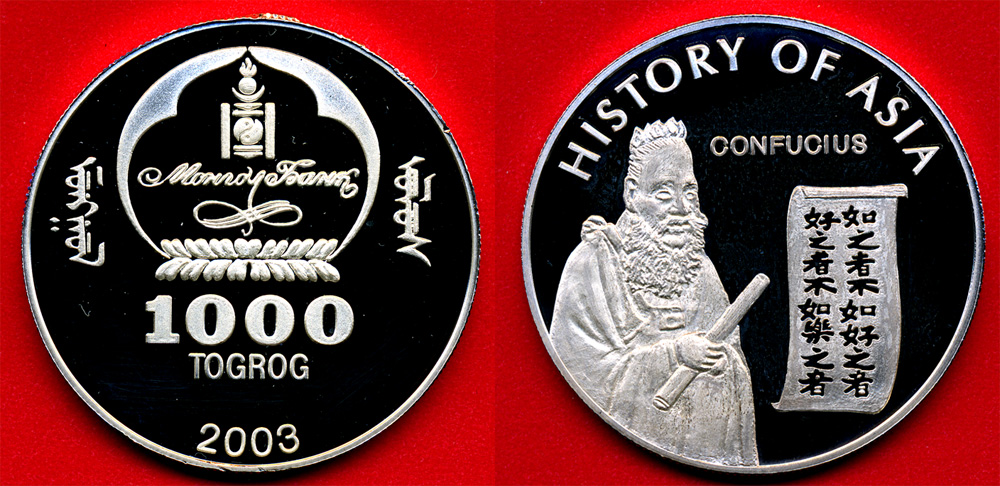 Монгол Банк
1000
TOGROG
2003
HISTORY OF ASIA
CONFUCIUS
如之者不如好之者
好之者不如樂之者